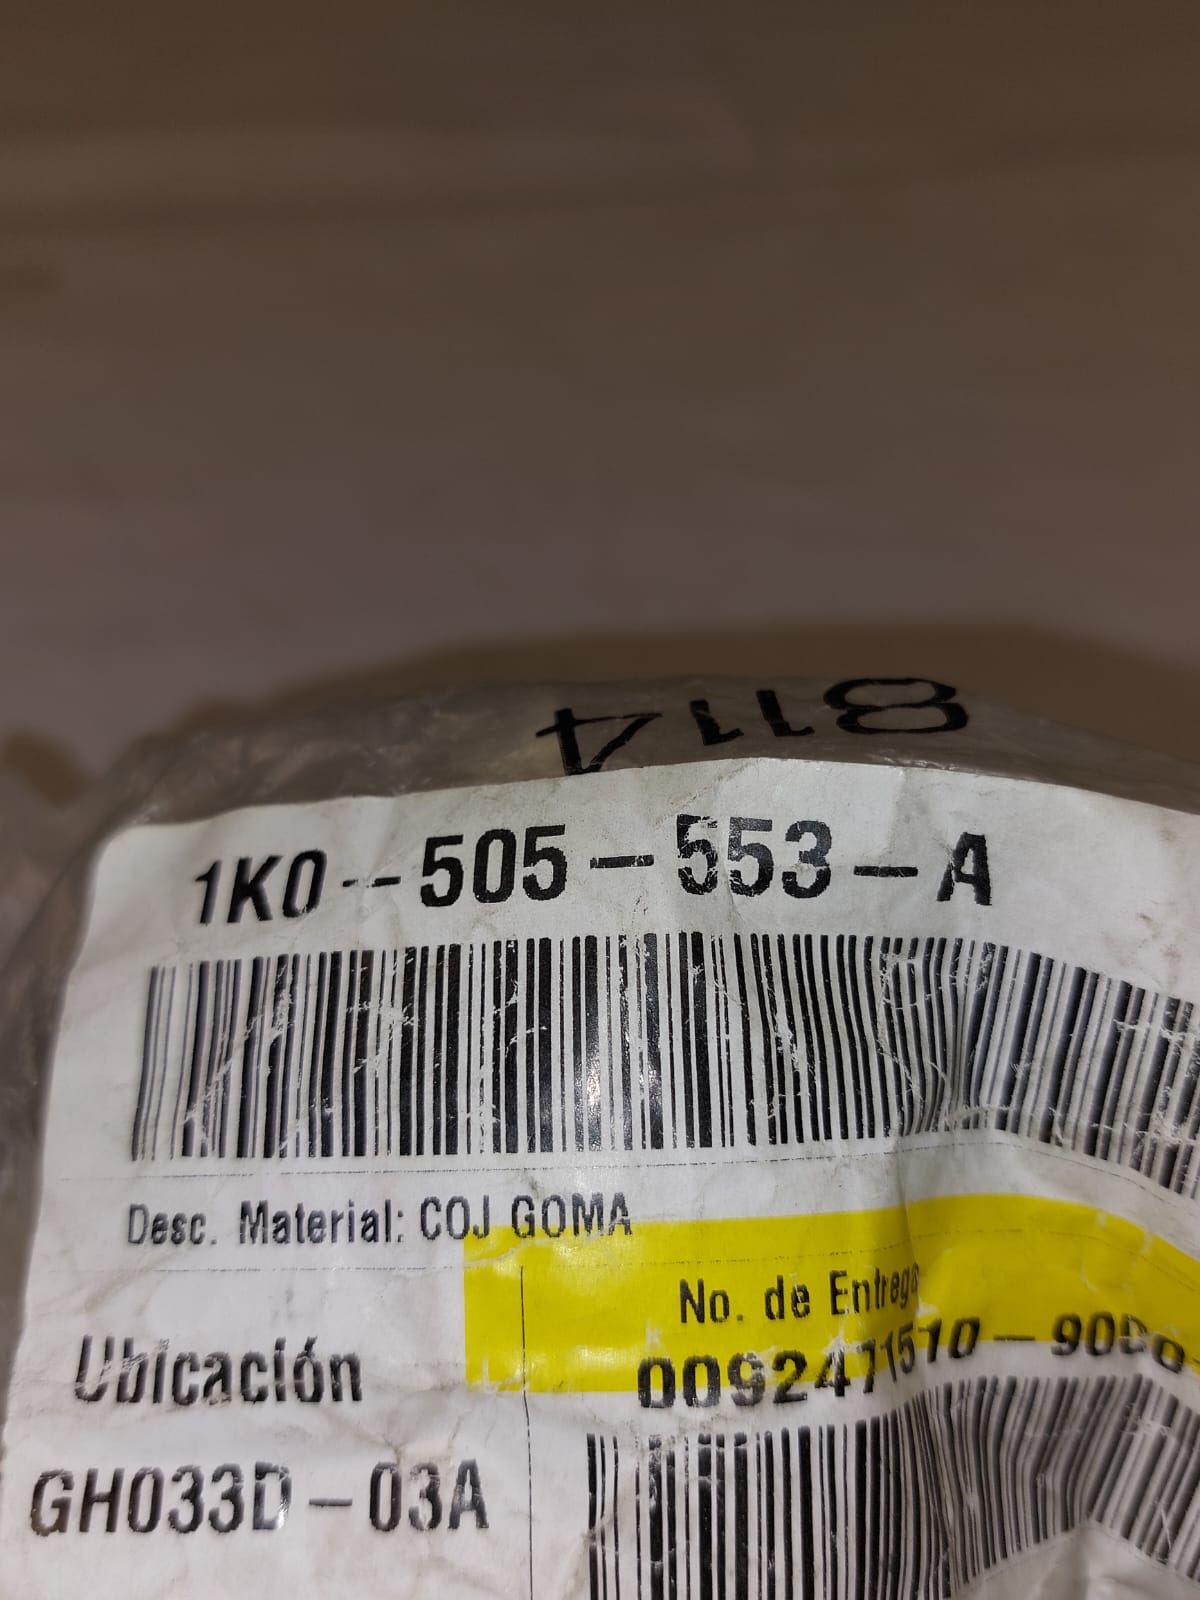 8114
1K0-505-553-A
Desc. Material: COJ GOMA
No. de Entrega
Ubicación
GH033D-03A